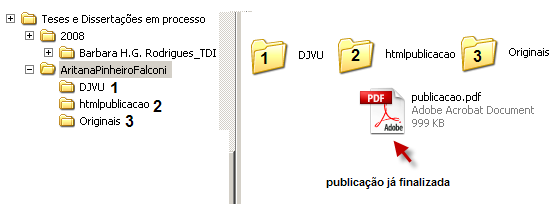 Teses e Dissertações em processo
2008
Barbara H.G. Rodrigues_TDI
AritanaPinheiroFalconi
DJVU 1
htmlpublicacao 2
Originais 3
1 DJVU
2 htmlpublicacao
3 Originais
PDF
Adobe
publicacao.pdf
Adobe Acrobat Document
999 KB
publicação já finalizada